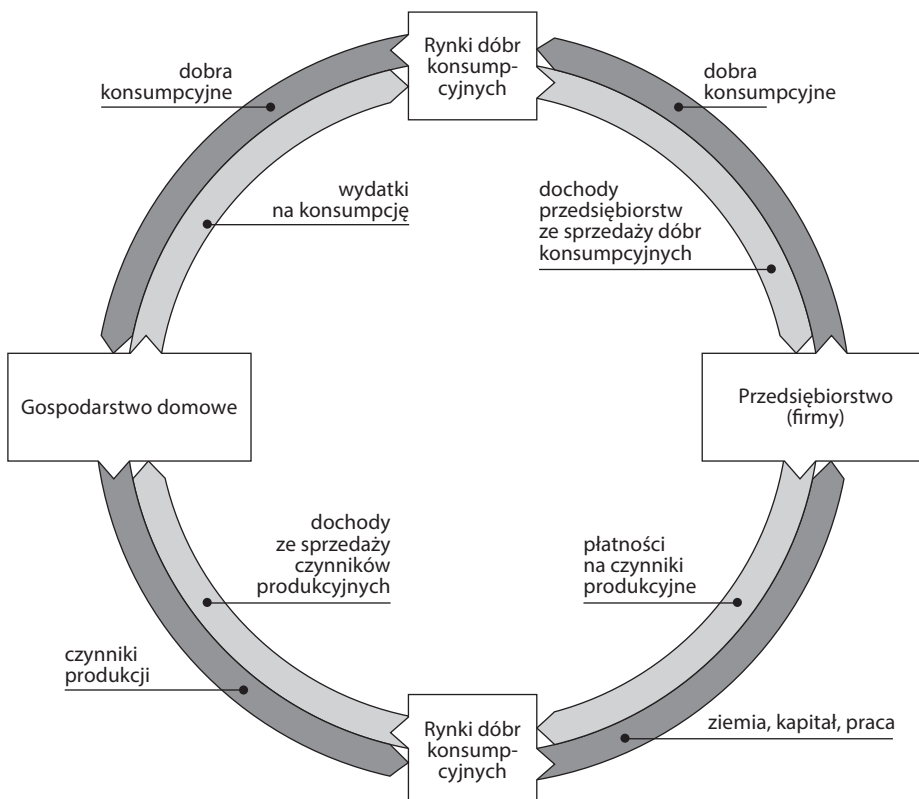 Rynki dóbr
konsump-
cyjnych
dobra
konsumpcyjne
dobra
konsumpcyjne
wydatki
na konsumpcję
dochody
przedsiębiorstw
ze sprzedaży dóbr
konsumpcyjnych
Gospodarstwo domowe
Przedsiębiorstwo
(firmy)
dochody
ze sprzedaży
czynników
produkcyjnych
płatności
na czynniki
produkcyjne
czynniki
produkcji
Rynki dóbr
konsump-
cyjnych
ziemia, kapitał, praca